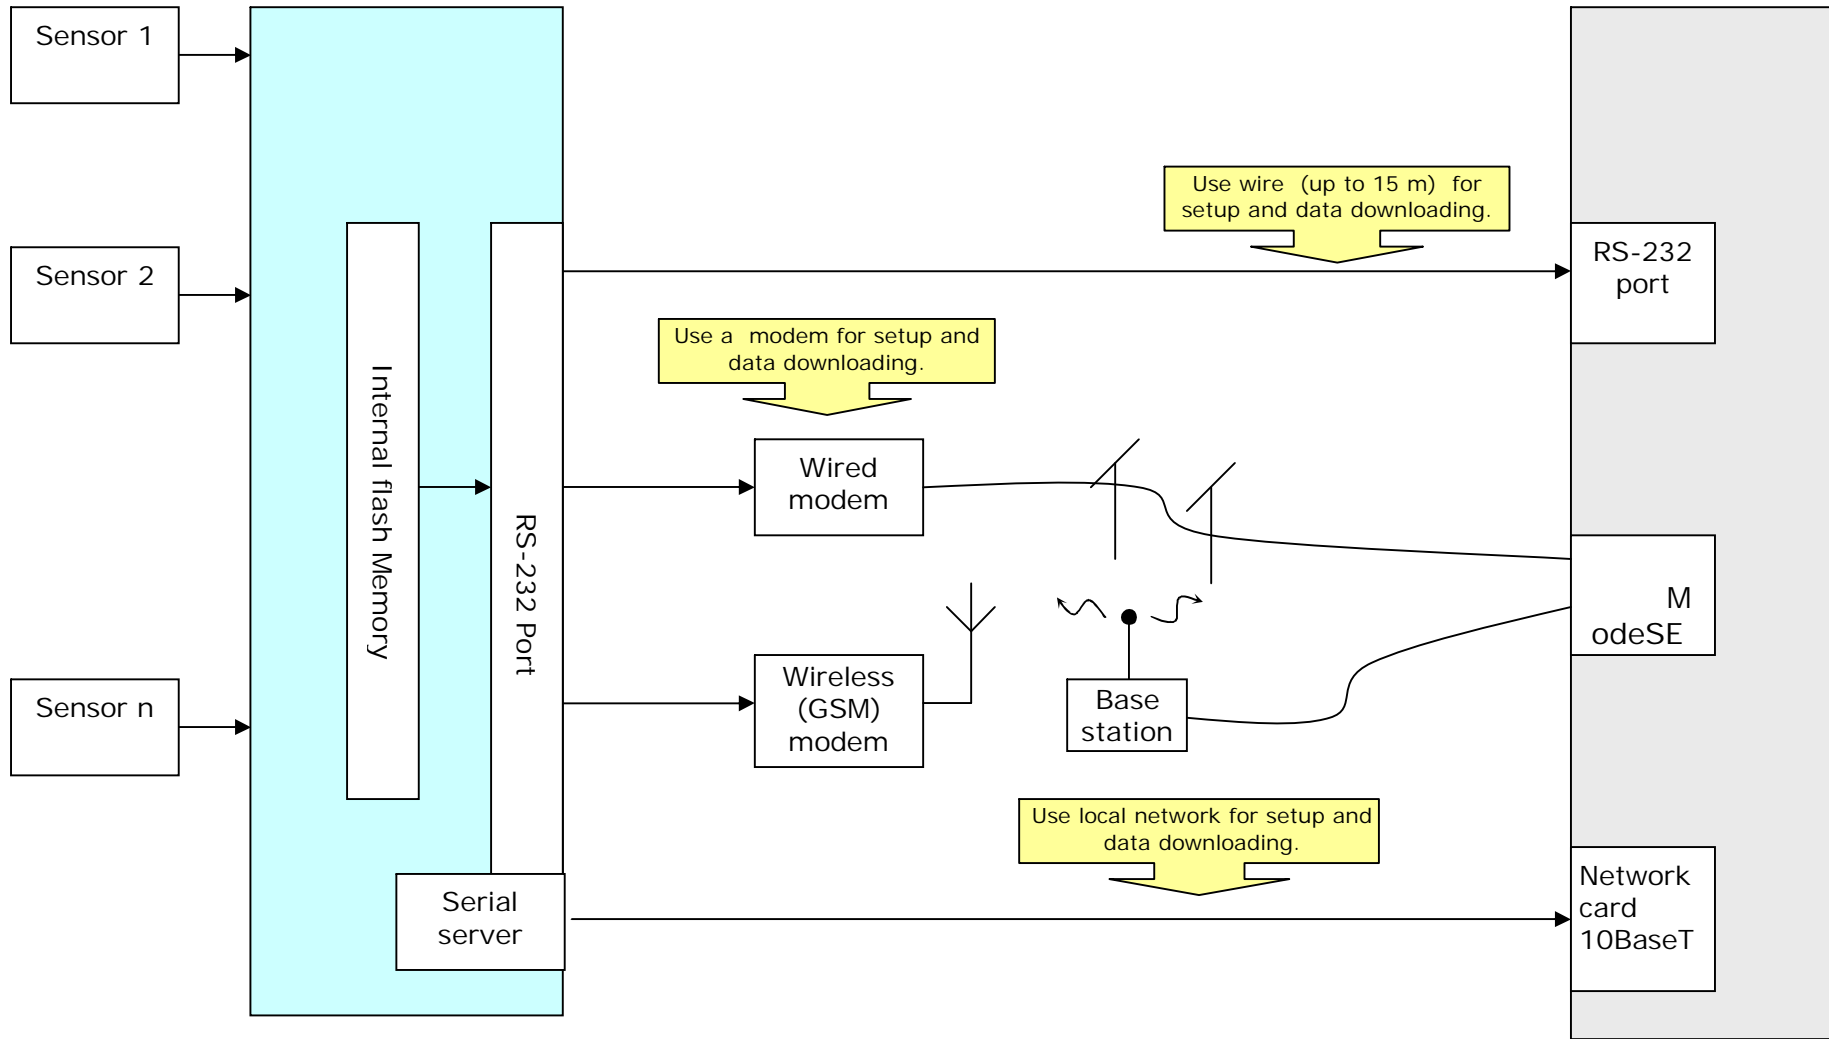 Sensor 1
Sensor 2
Sensor n
Internal flash Memory
RS-232 Port
Serial
server
Use wire (up to 15 m) for
setup and data downloading.
Use a modem for setup and
data downloading.
Wired
modem
Wireless
(GSM)
modem
Base
station
Use local network for setup and
data downloading.
RS-232
port
M
odeSE
Network
card
10BaseT